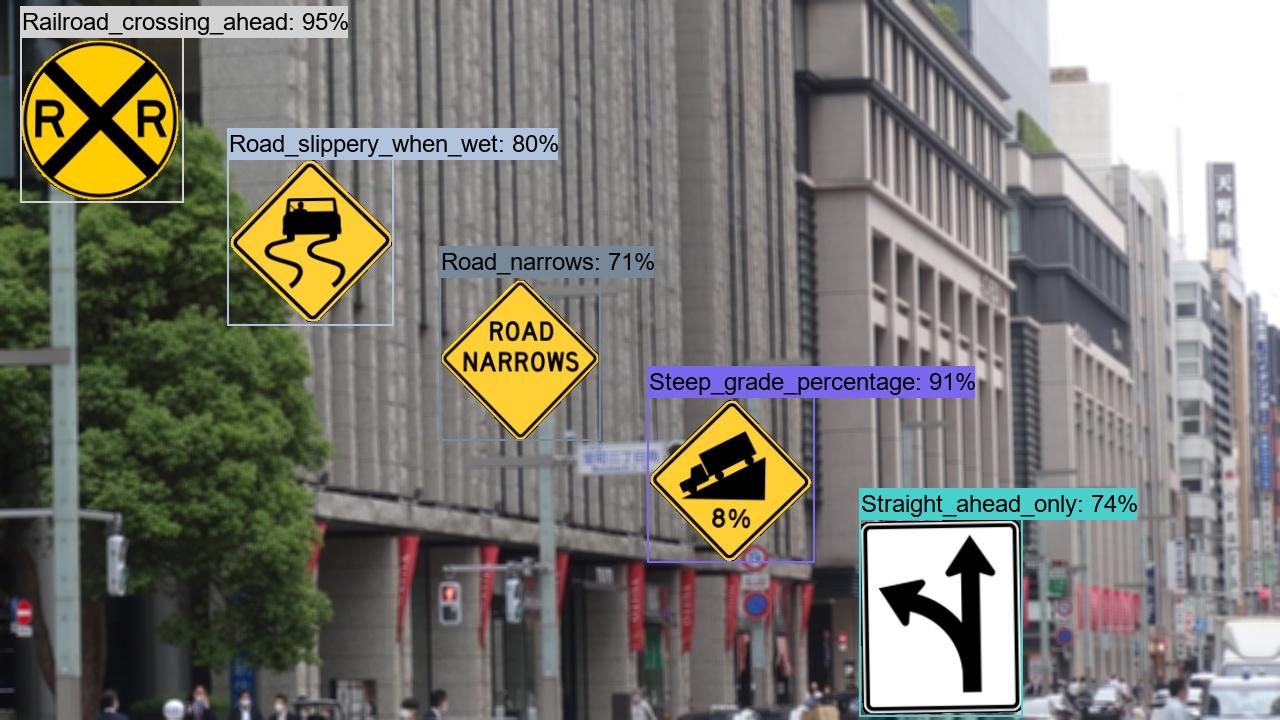 Railroad_crossing_ahead: 95%
R R
Road_slippery_when_wet: 80%
Road_narrows: 71%
ROAD
NARROWS
Steep_grade_percentage: 91%
8%
Straight_ahead_only: 74%
天野